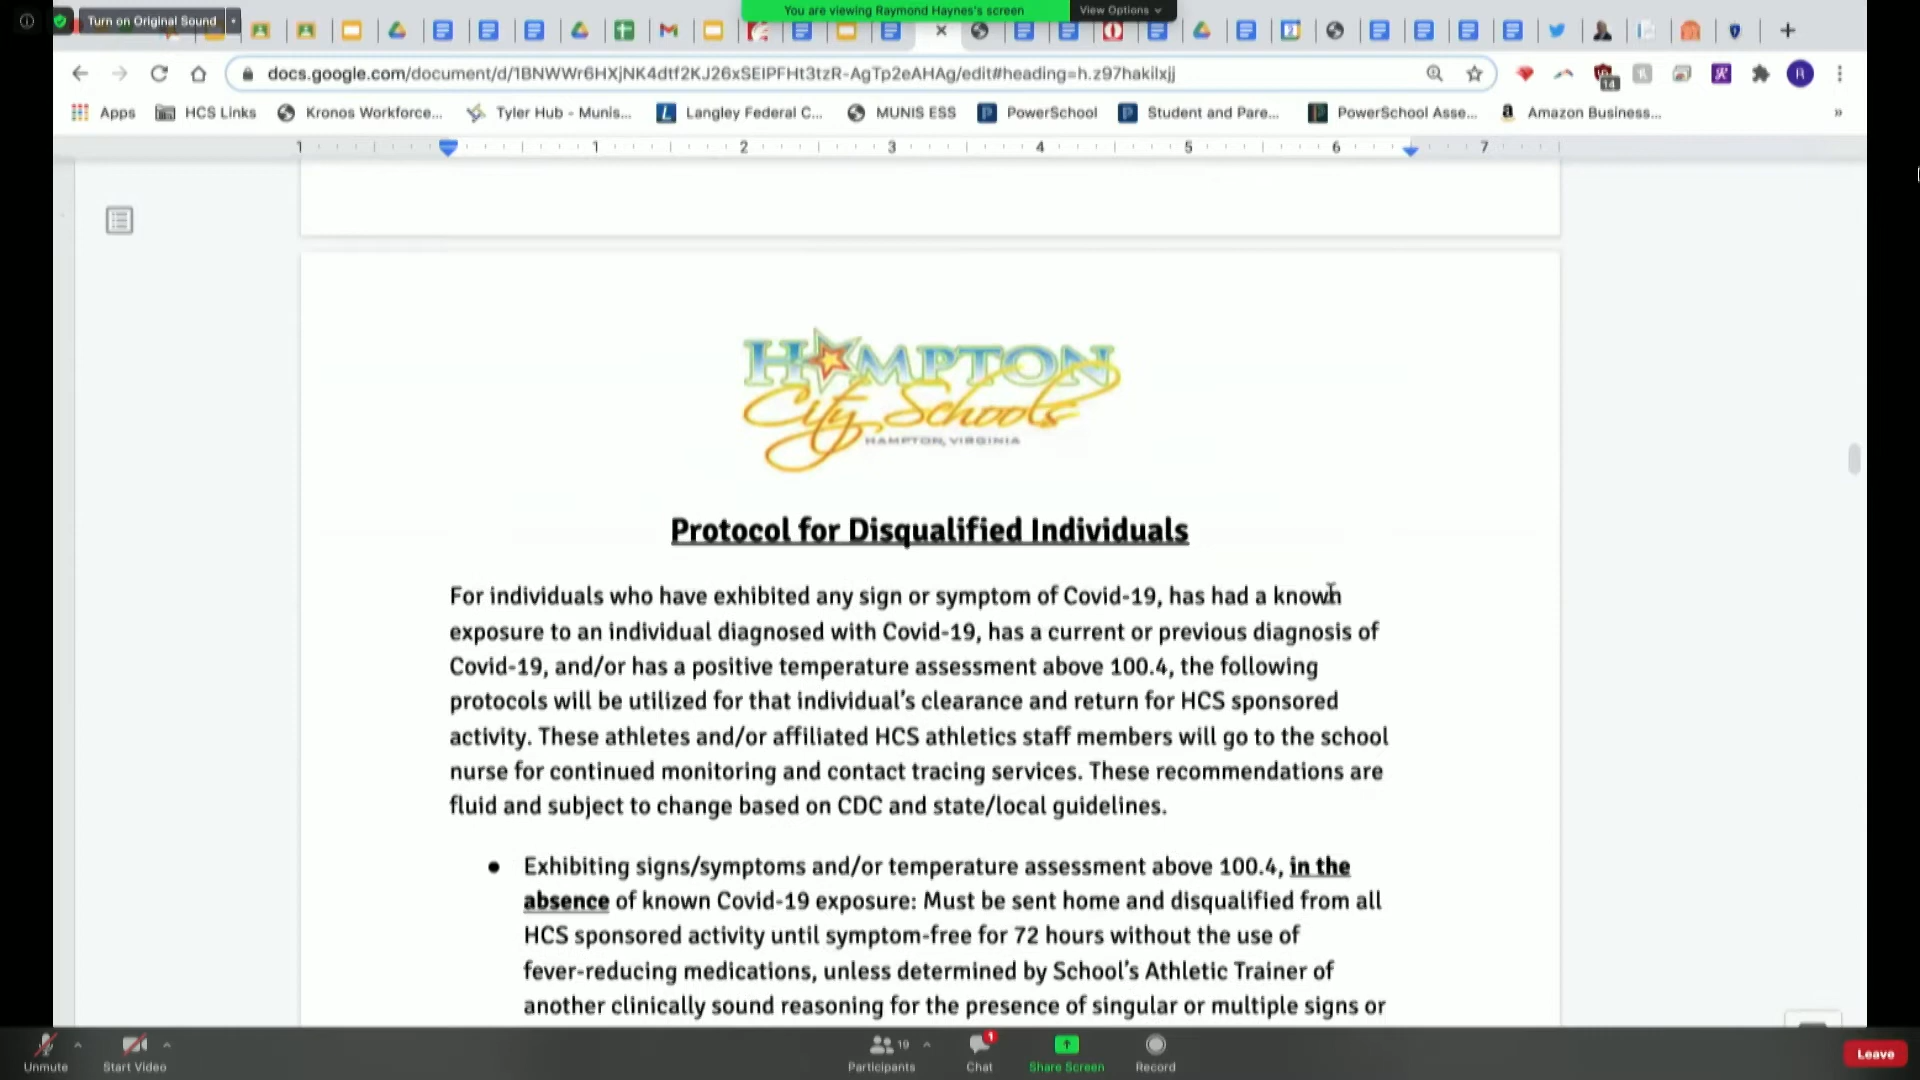 Turn on Original Sound
You are viewing Raymond Haynes's screen
View Options
docs.google.com/document/d/1BNWWr6HXjNK4dtf2KJ26xSEIPFHt3tzR-AgTp2eAHAg/edit#heading=h.z97hakilxjj
Apps HCS Links Kronos Workforce... Tyler Hub - Munis... Langley Federal C... MUNIS ESS PowerSchool Student and Pare... PowerSchool Asse... Amazon Business...
1 1 2 3 4 5 6 7
HAMPTON
City Schools
HAMPTON, VIRGINIA
Protocol for Disqualified Individuals
For individuals who have exhibited any sign or symptom of Covid-19, has had a known
exposure to an individual diagnosed with Covid-19, has a current or previous diagnosis of
Covid-19, and/or has a positive temperature assessment above 100.4, the following
protocols will be utilized for that individual's clearance and return for HCS sponsored
activity. These athletes and/or affiliated HCS athletics staff members will go to the school
nurse for continued monitoring and contact tracing services. These recommendations are
fluid and subject to change based on CDC and state/local guidelines.
● Exhibiting signs/symptoms and/or temperature assessment above 100.4, in the
absence of known Covid-19 exposure: Must be sent home and disqualified from all
HCS sponsored activity until symptom-free for 72 hours without the use of
fever-reducing medications, unless determined by School's Athletic Trainer of
another clinically sound reasoning for the presence of singular or multiple signs or
Unmute Start Video Participants 19 Chat 1 Share Screen Record Leave